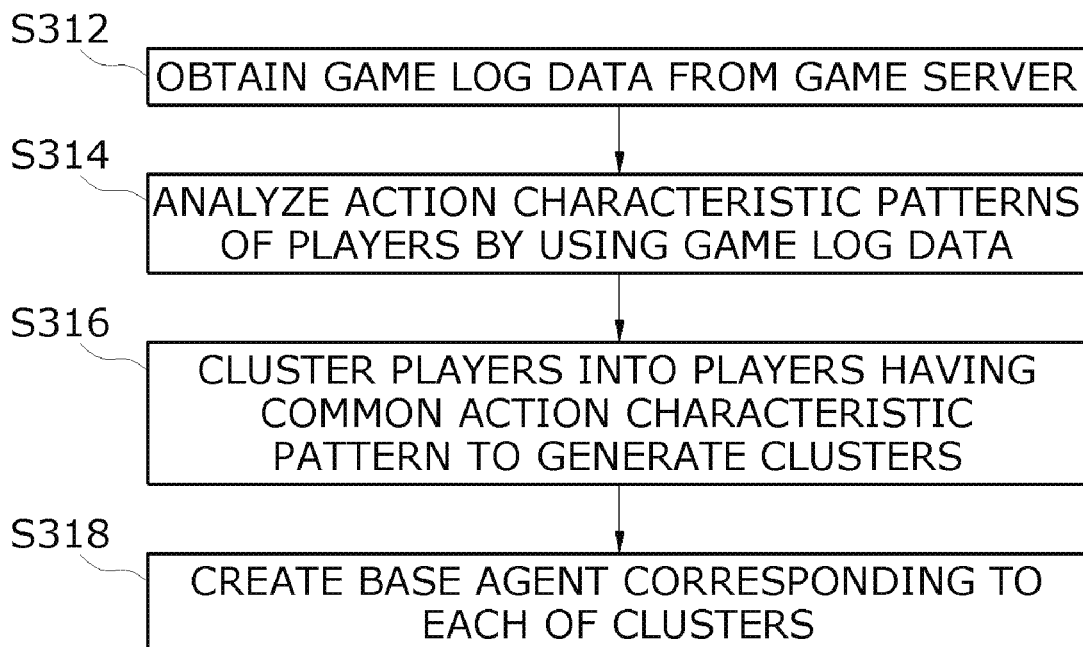 S312
OBTAIN GAME LOG DATA FROM GAME SERVER
S314
ANALYZE ACTION CHARACTERISTIC PATTERNS
OF PLAYERS BY USING GAME LOG DATA
S316
CLUSTER PLAYERS INTO PLAYERS HAVING
COMMON ACTION CHARACTERISTIC
PATTERN TO GENERATE CLUSTERS
S318
CREATE BASE AGENT CORRESPONDING TO
EACH OF CLUSTERS